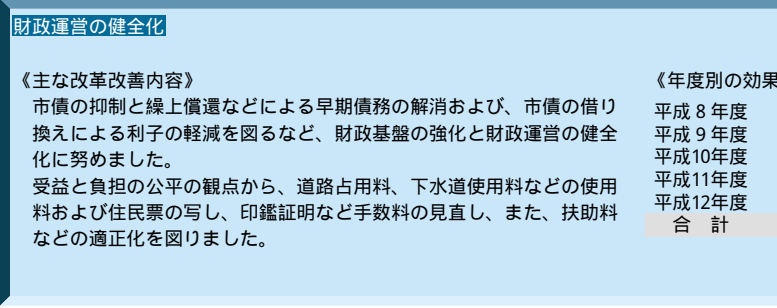 財政運営の健全化
《主な改革改善内容》
市債の抑制と繰上償還などによる早期債務の解消および、市債の借り
換えによる利子の軽減を図るなど、財政基盤の強化と財政運営の健全
化に努めました。
受益と負担の公平の観点から、道路占用料、下水道使用料などの使用
料および住民票の写し、印鑑証明など手数料の見直し、また、扶助料
などの適正化を図りました。
《年度別の効果
平成 8 年度
平成 9 年度
平成10年度
平成11年度
平成12年度
合 計